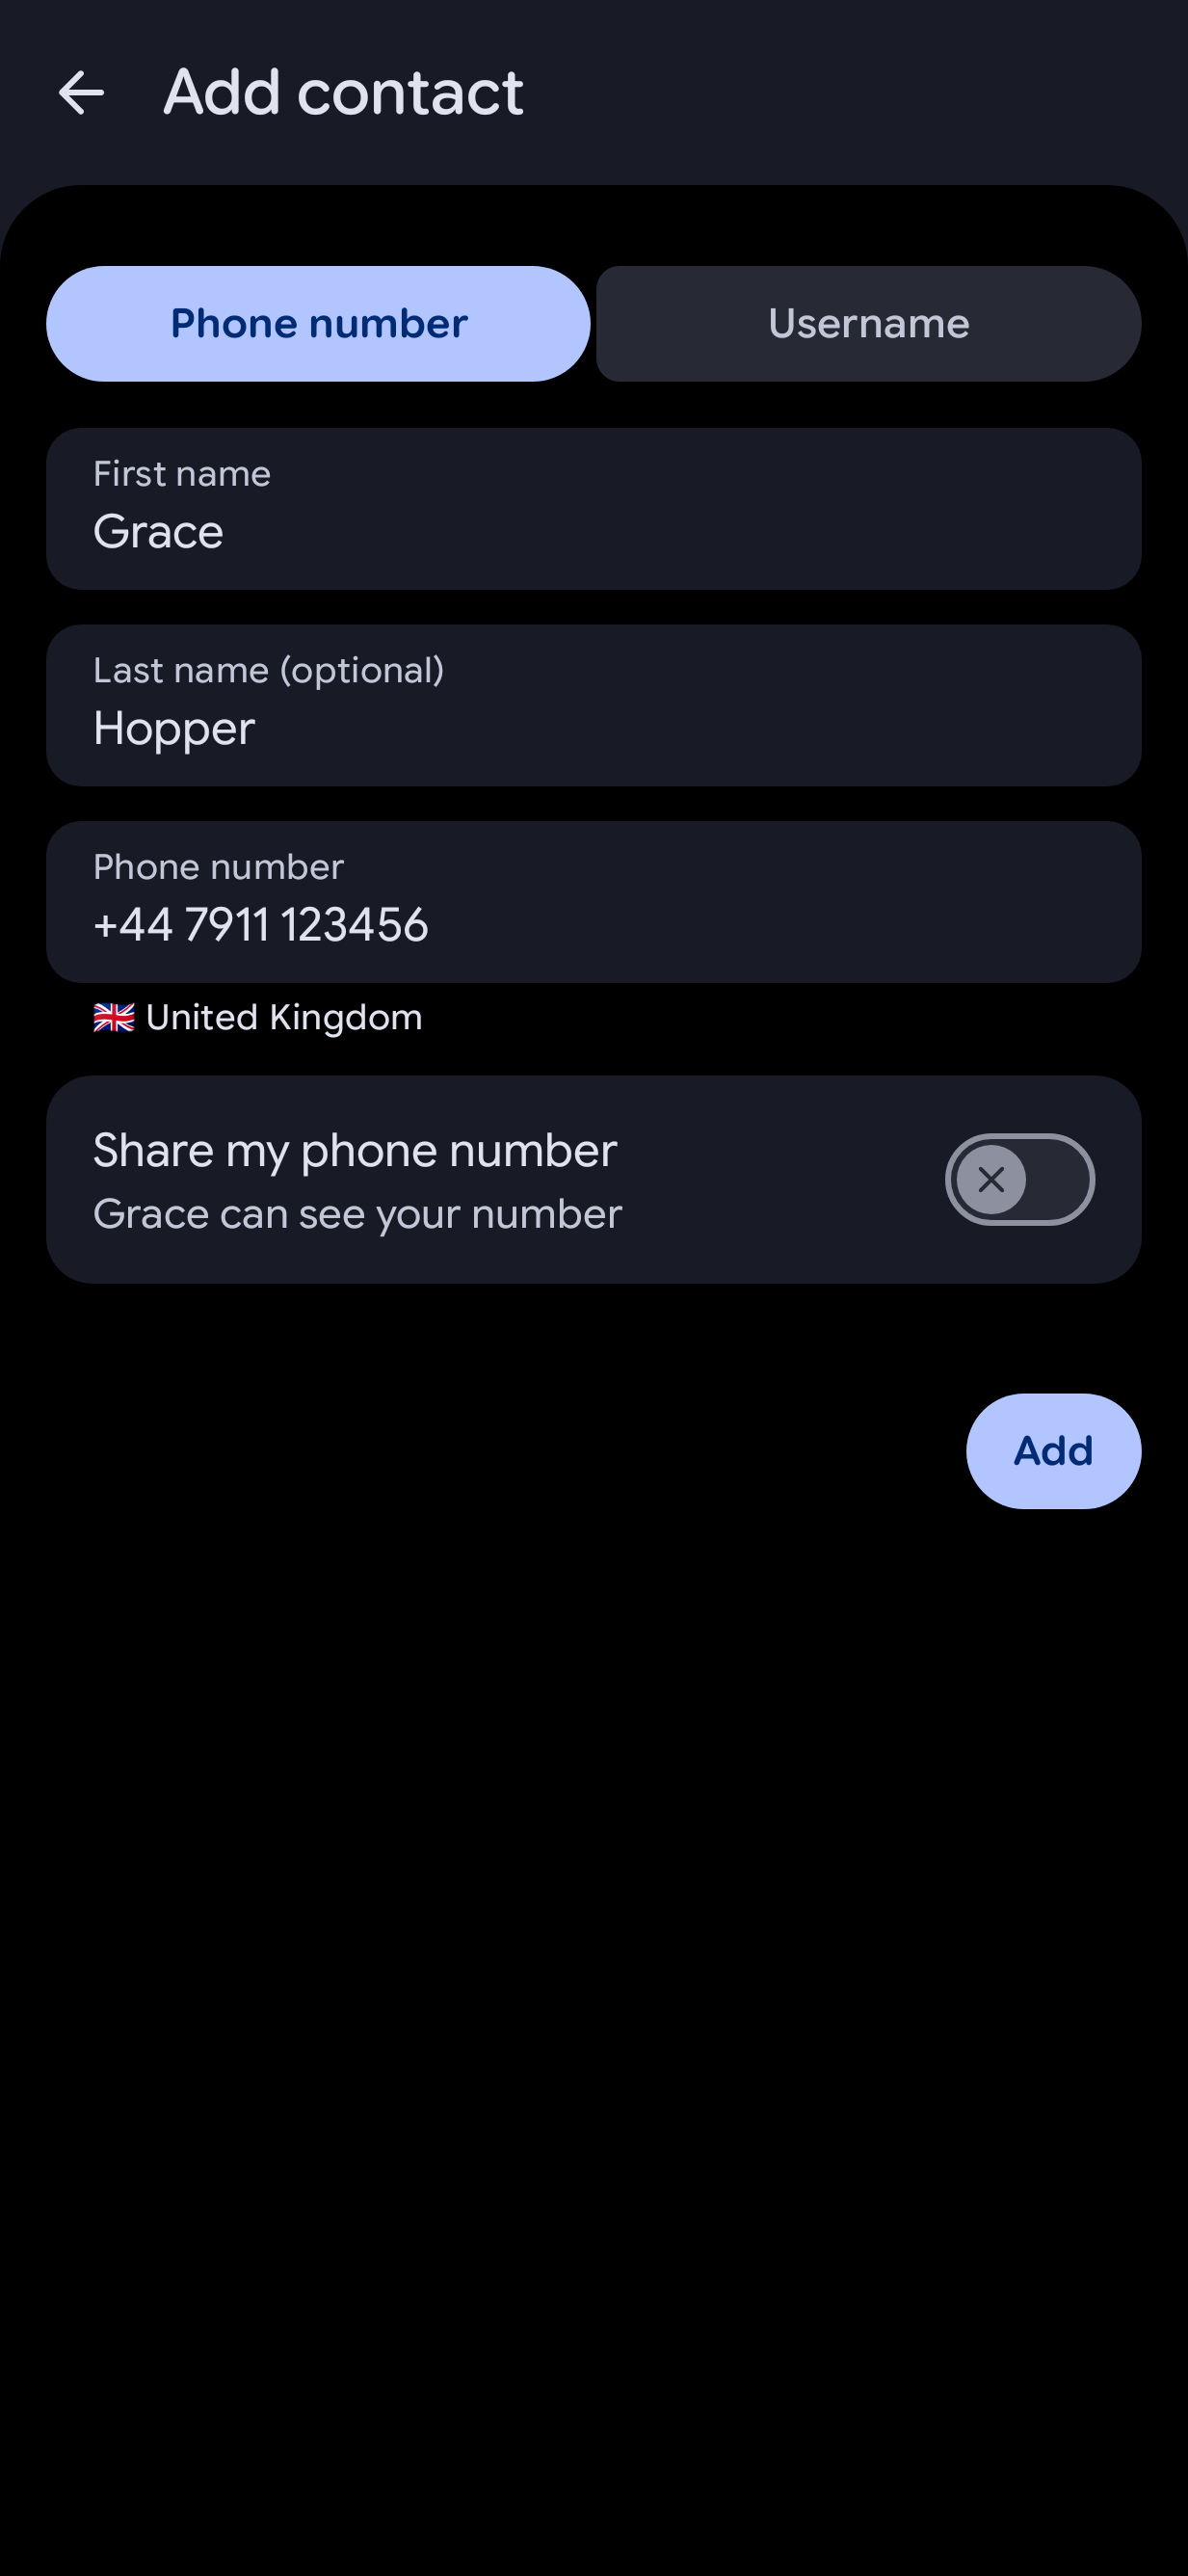 Add contact
Phone number
Username
First name
Grace
Last name (optional)
Hopper
Phone number
+44 7911 123456
🇬🇧 United Kingdom
Share my phone number
Grace can see your number
Add